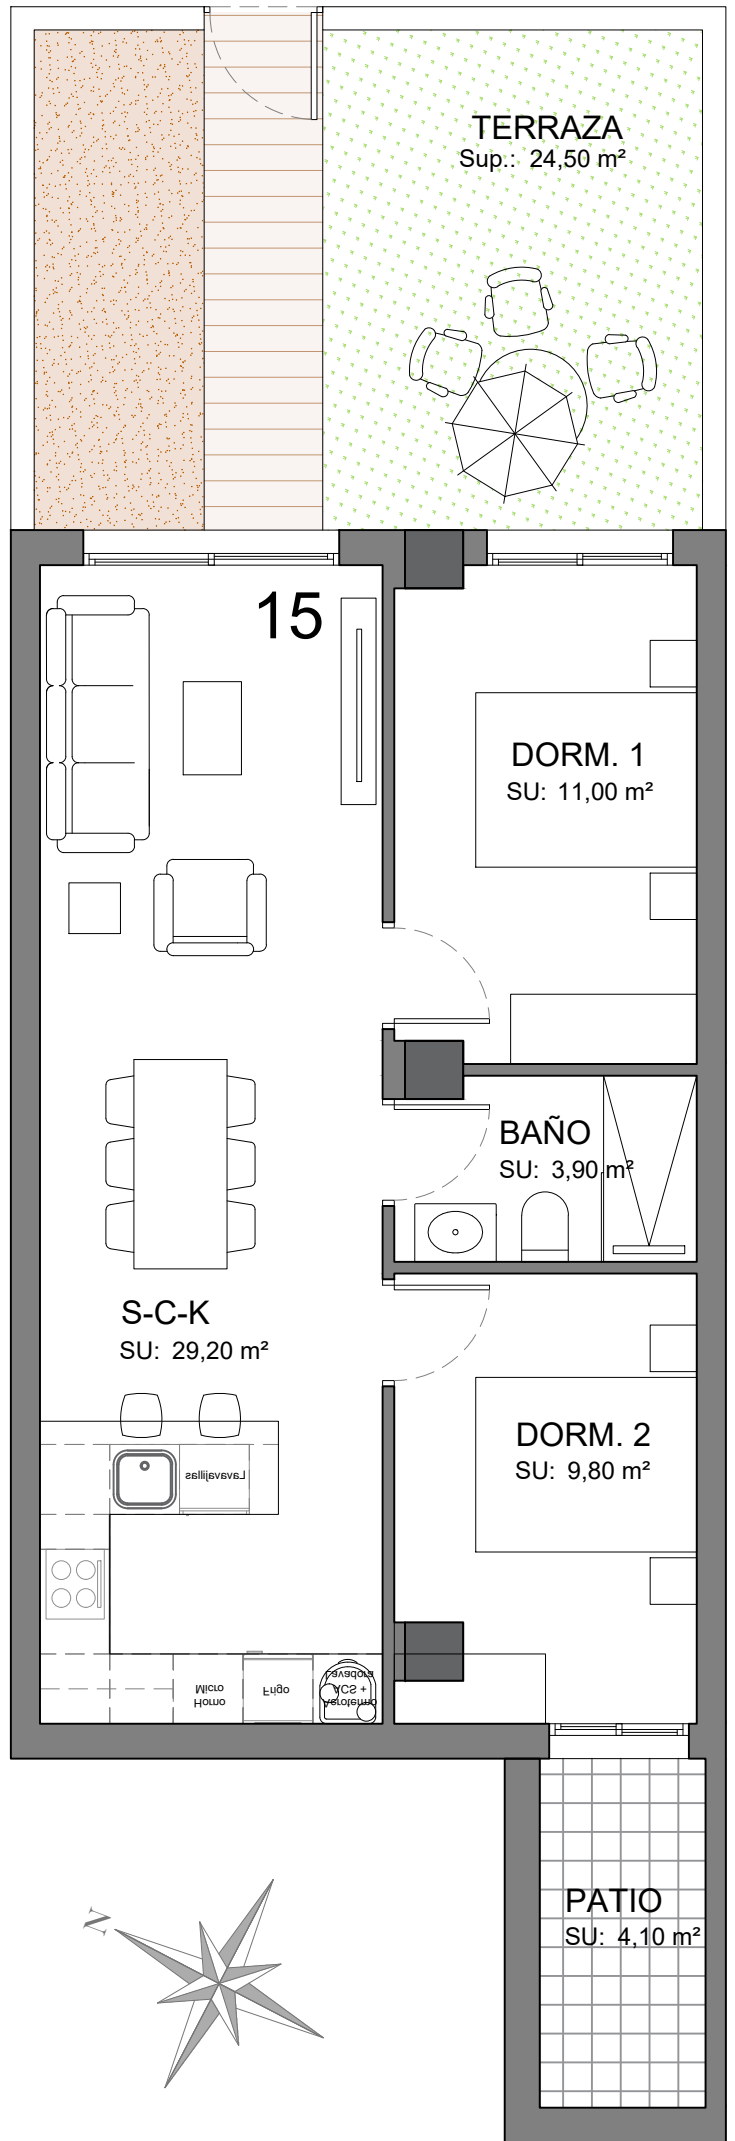 TERRAZA
Sup.: 24,50 m²
15
DORM. 1
SU: 11,00 m²
BAÑO
SU: 3,90 m²
S-C-K
SU: 29,20 m²
DORM. 2
SU: 9,80 m²
Lavavajillas
Micro
Horno
Frigo
Lavadora
ACS +
Aerotermo
PATIO
SU: 4,10 m²
N